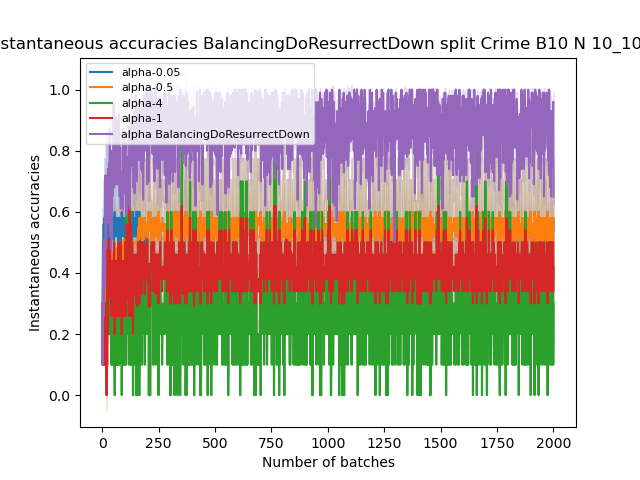 stantaneous accuracies BalancingDoResurrectDown split Crime B10 N 10_10
alpha-0.05
alpha-0.5
alpha-4
alpha-1
alpha BalancingDoResurrectDown
1.0
0.8
0.6
0.4
0.2
0.0
Instantaneous accuracies
0 250 500 750 1000 1250 1500 1750 2000
Number of batches